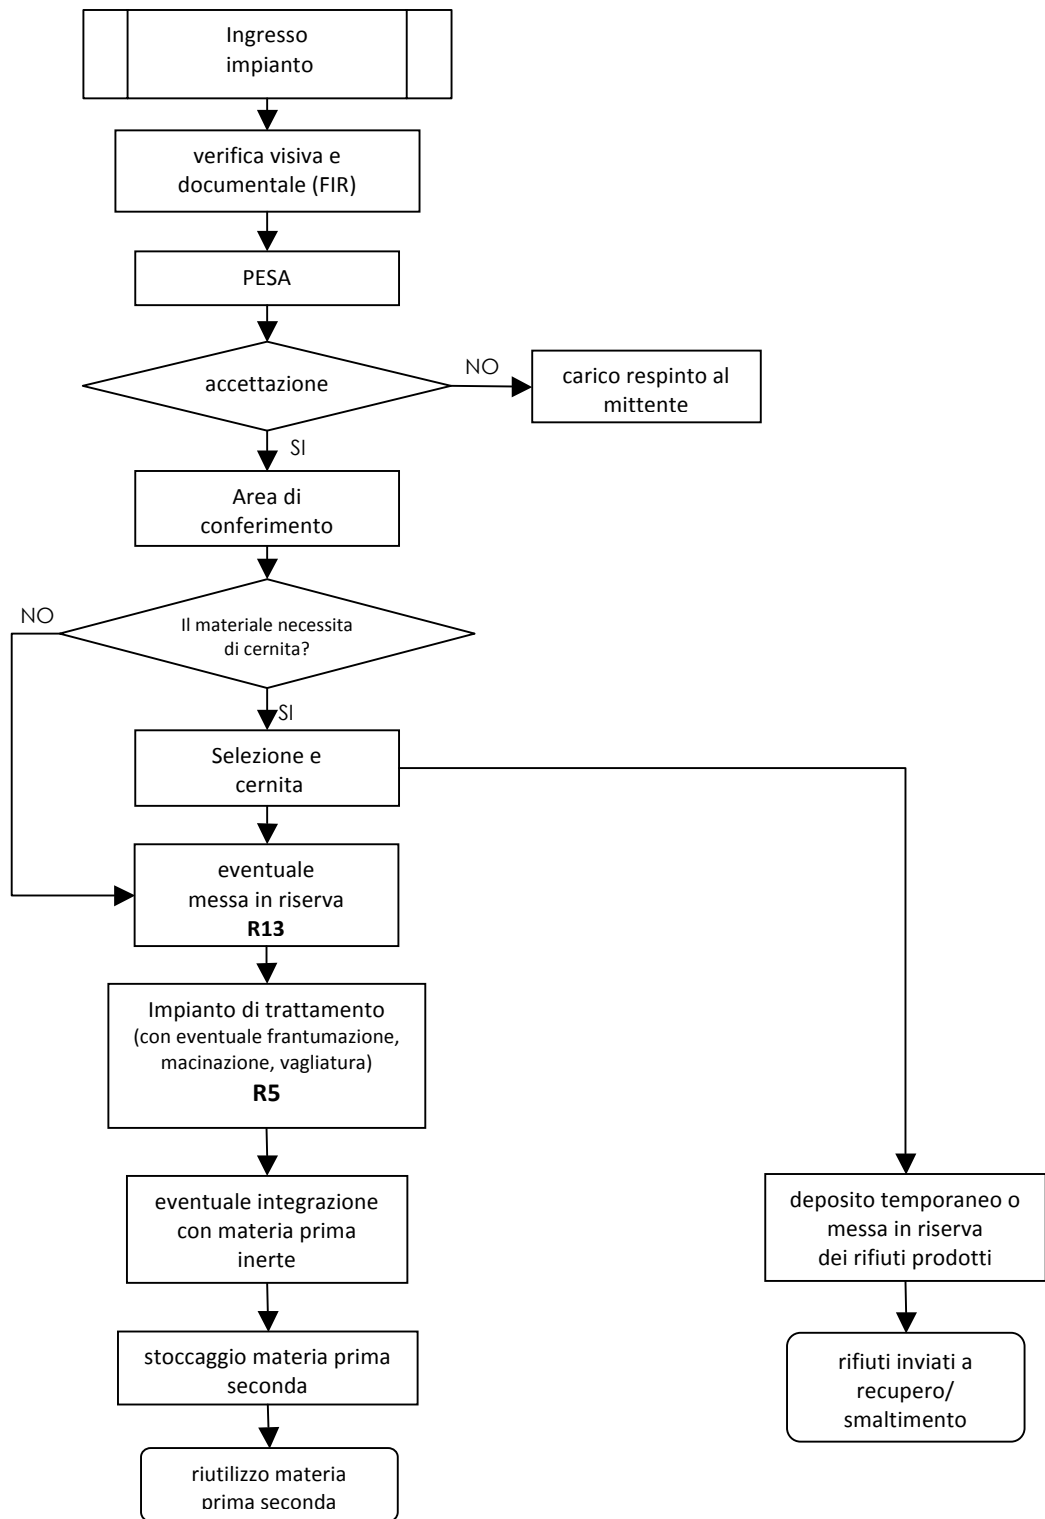 Ingresso
impianto
verifica visiva e
documentale (FIR)
PESA
accettazione
NO
carico respinto al
mittente
SI
Area di
conferimento
NO
Il materiale necessita
di cernita?
SI
Selezione e
cernita
eventuale
messa in riserva
R13
Impianto di trattamento
(con eventuale frantumazione,
macinazione, vagliatura)
R5
eventuale integrazione
con materia prima
inerte
deposito temporaneo o
messa in riserva
dei rifiuti prodotti
stoccaggio materia prima
seconda
rifiuti inviati a
recupero/
smaltimento
riutilizzo materia
prima seconda